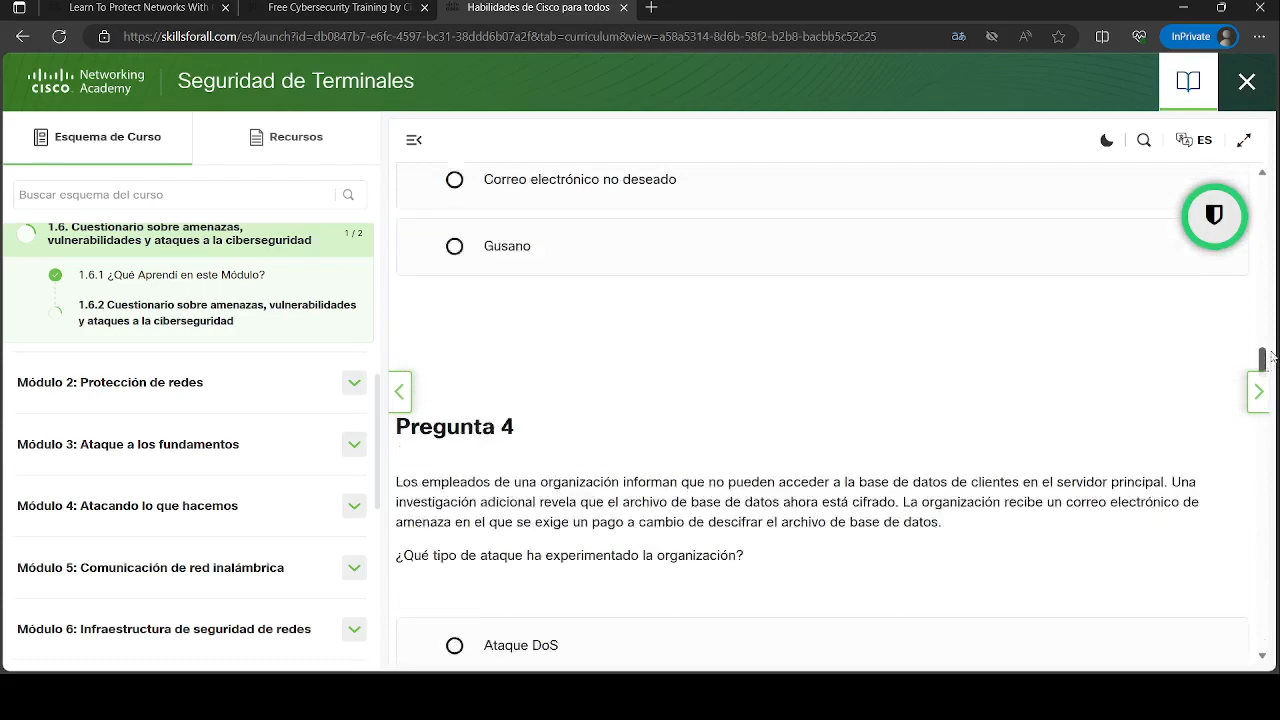 Learn To Protect Networks With
Free Cybersecurity Training by Ci
Habilidades de Cisco para todos
https://skillsforall.com/es/launch?id=db0847b7-e6fc-4597-bc31-38ddd6b07a2f&tab=curriculum&view=a58a5314-8d6b-58f2-b2b8-bacbb5c52c25
InPrivate
Networking
CISCO Academy
Seguridad de Terminales
Esquema de Curso
Recursos
ES
Buscar esquema del curso
1.6. Cuestionario sobre amenazas,
vulnerabilidades y ataques a la ciberseguridad
1 / 2
1.6.1 ¿Qué Aprendí en este Módulo?
1.6.2 Cuestionario sobre amenazas, vulnerabilidades
y ataques a la ciberseguridad
Módulo 2: Protección de redes
Módulo 3: Ataque a los fundamentos
Módulo 4: Atacando lo que hacemos
Módulo 5: Comunicación de red inalámbrica
Módulo 6: Infraestructura de seguridad de redes
Correo electrónico no deseado
Gusano
Pregunta 4
Los empleados de una organización informan que no pueden acceder a la base de datos de clientes en el servidor principal. Una
investigación adicional revela que el archivo de base de datos ahora está cifrado. La organización recibe un correo electrónico de
amenaza en el que se exige un pago a cambio de descifrar el archivo de base de datos.
¿Qué tipo de ataque ha experimentado la organización?
Ataque DoS